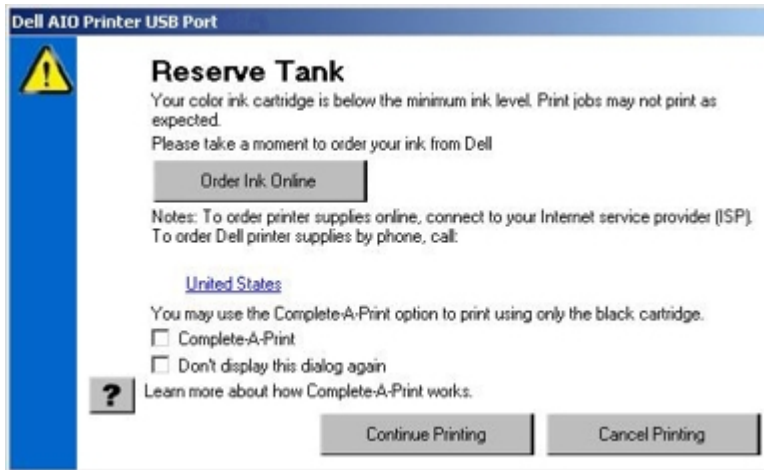 Dell AIO Printer USB Port
Reserve Tank
Your color ink cartridge is below the minimum ink level. Print jobs may not print as
expected.
Please take a moment to order your ink from Dell
Order Ink Online
Notes: To order printer supplies online, connect to your Internet service provider (ISP).
To order Dell printer supplies by phone, call:
United States
You may use the Complete-A-Print option to print using only the black cartridge.
Complete-A-Print
Don't display this dialog again
? Learn more about how Complete-A-Print works.
Continue Printing Cancel Printing